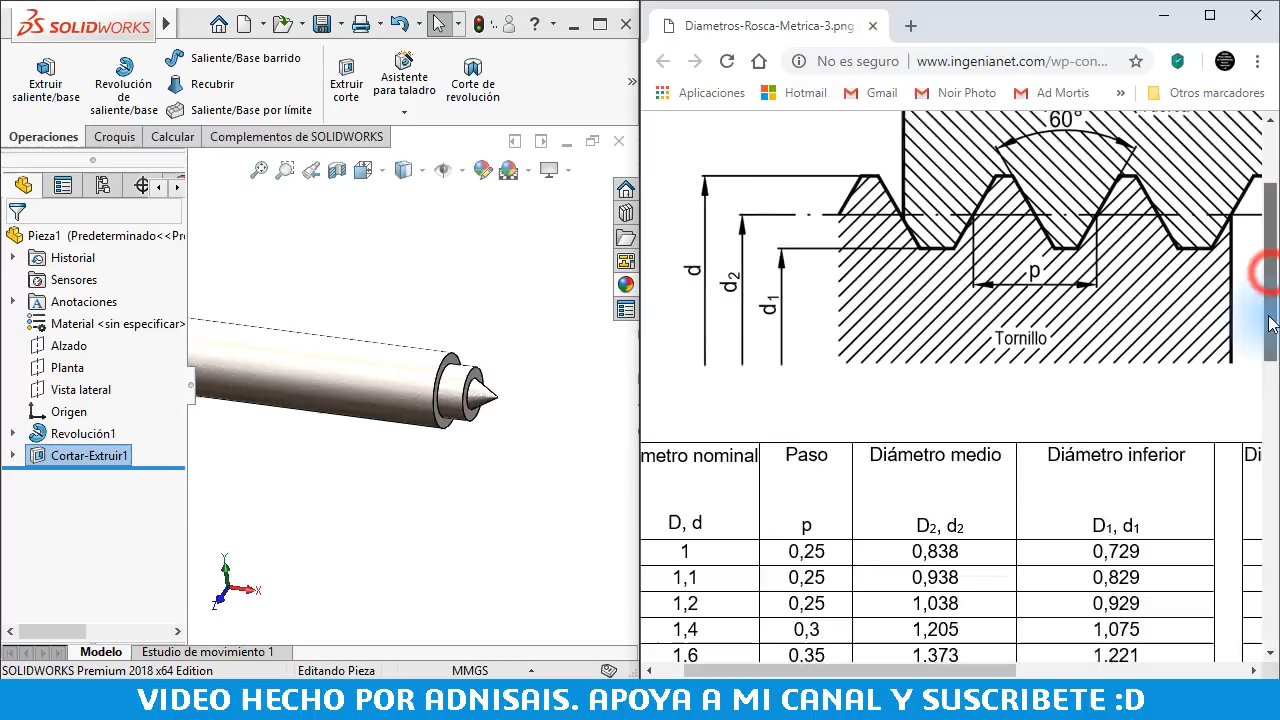 SOLIDWORKS
Extruir
saliente/base
Revolución
de
saliente/base
Saliente/Base barrido
Recubrir
Saliente/Base por límite
Extruir
corte
Asistente
para taladro
Corte de
revolución
Operaciones
Croquis
Calcular
Complementos de SOLIDWORKS
Pieza1 (Predeterminado<<Pr
Historial
Sensores
Anotaciones
Material <sin especificar>
Alzado
Planta
Vista lateral
Origen
Revolución1
Cortar-Extruir1
Y
X
Z
Modelo
Estudio de movimiento 1
SOLIDWORKS Premium 2018 x64 Edition
Editando Pieza
MMGS
Diametros-Rosca-Metrica-3.png
No es seguro
www.ingenianet.com/wp-con...
Aplicaciones
Hotmail
Gmail
Noir Photo
Ad Mortis
»
Otros marcadores
60°
d
d2
d1
p
Tornillo
metro nominal Paso Diámetro medio Diámetro inferior Di
D, d p D2, d2 D1, d1
1 0,25 0,838 0,729
1,1 0,25 0,938 0,829
1,2 0,25 1,038 0,929
1,4 0,3 1,205 1,075
1,6 0,35 1,373 1,221
VIDEO HECHO POR ADNISAIS. APOYA A MI CANAL Y SUSCRIBETE :D